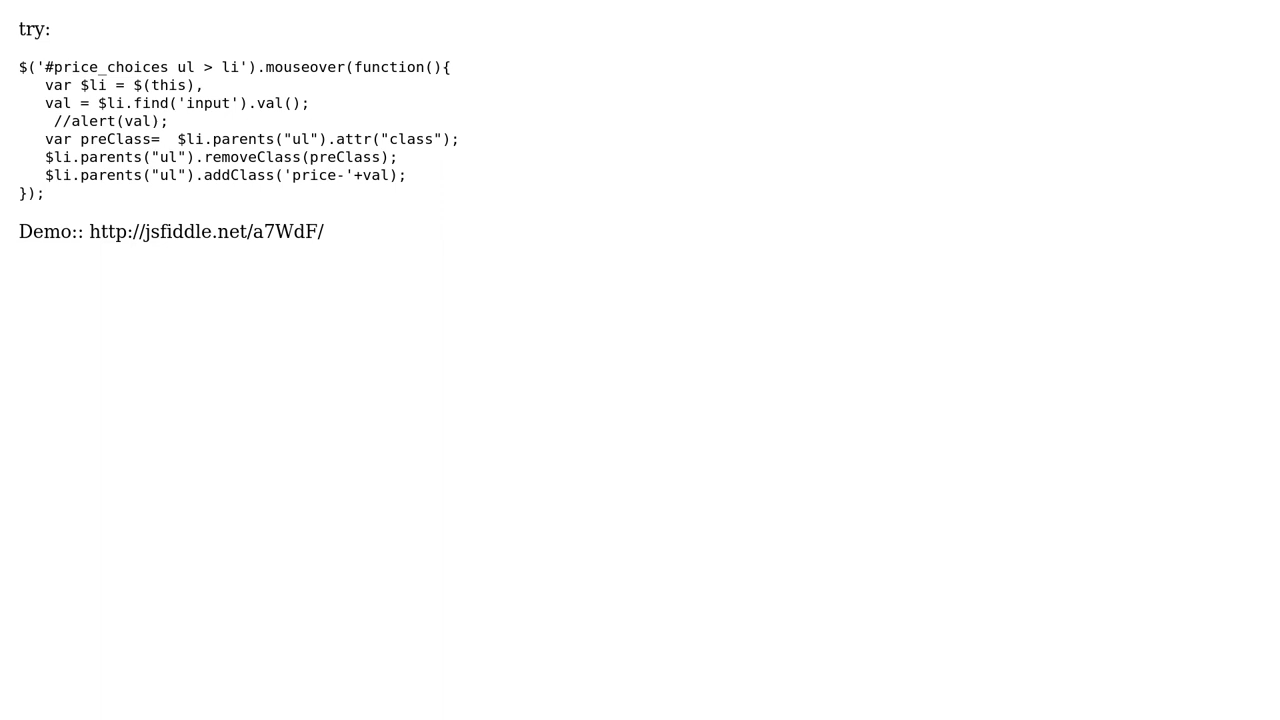 try:
$('#price_choices ul > li').mouseover(function(){
   var $li = $(this),
   val = $li.find('input').val();
    //alert(val);
   var preClass=  $li.parents("ul").attr("class");
   $li.parents("ul").removeClass(preClass);
   $li.parents("ul").addClass('price-'+val);
});
Demo:: http://jsfiddle.net/a7WdF/